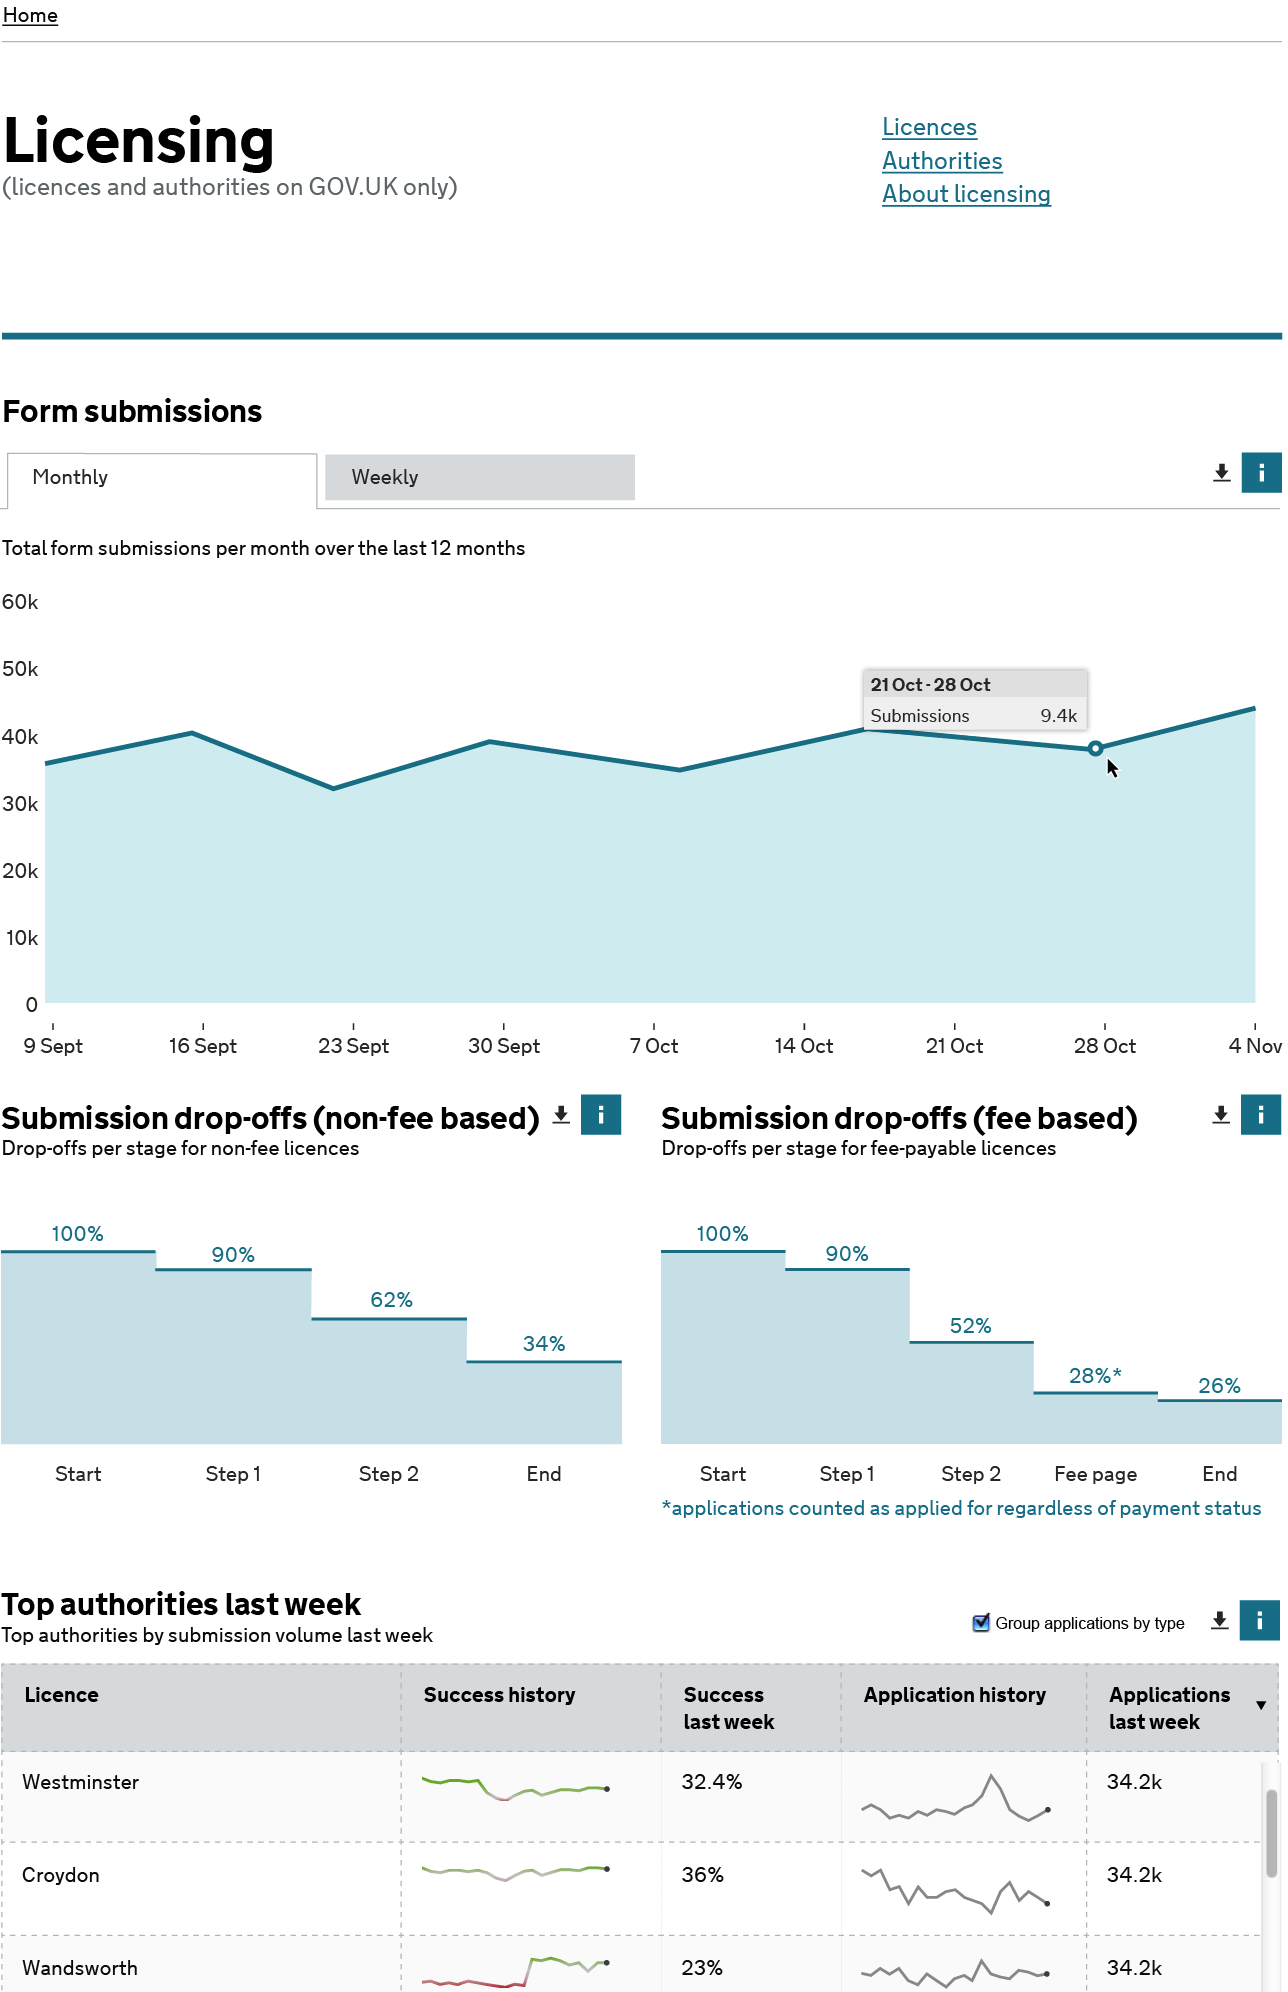 Home
Licensing
(licences and authorities on GOV.UK only)
Licences
Authorities
About licensing
Form submissions
Monthly
Weekly
i
Total form submissions per month over the last 12 months
60k
50k
40k
30k
20k
10k
0
21 Oct - 28 Oct
Submissions 9.4k
9 Sept 16 Sept 23 Sept 30 Sept 7 Oct 14 Oct 21 Oct 28 Oct 4 Nov
Submission drop-offs (non-fee based)
i
Drop-offs per stage for non-fee licences
100%
90%
62%
34%
Start Step 1 Step 2 End
Submission drop-offs (fee based)
i
Drop-offs per stage for fee-payable licences
100%
90%
52%
28%*
26%
Start Step 1 Step 2 Fee page End
*applications counted as applied for regardless of payment status
Top authorities last week
Top authorities by submission volume last week
Group applications by type
i
Licence
Success history
Success
last week
Application history
Applications
last week
Westminster 32.4% 34.2k
Croydon 36% 34.2k
Wandsworth 23% 34.2k